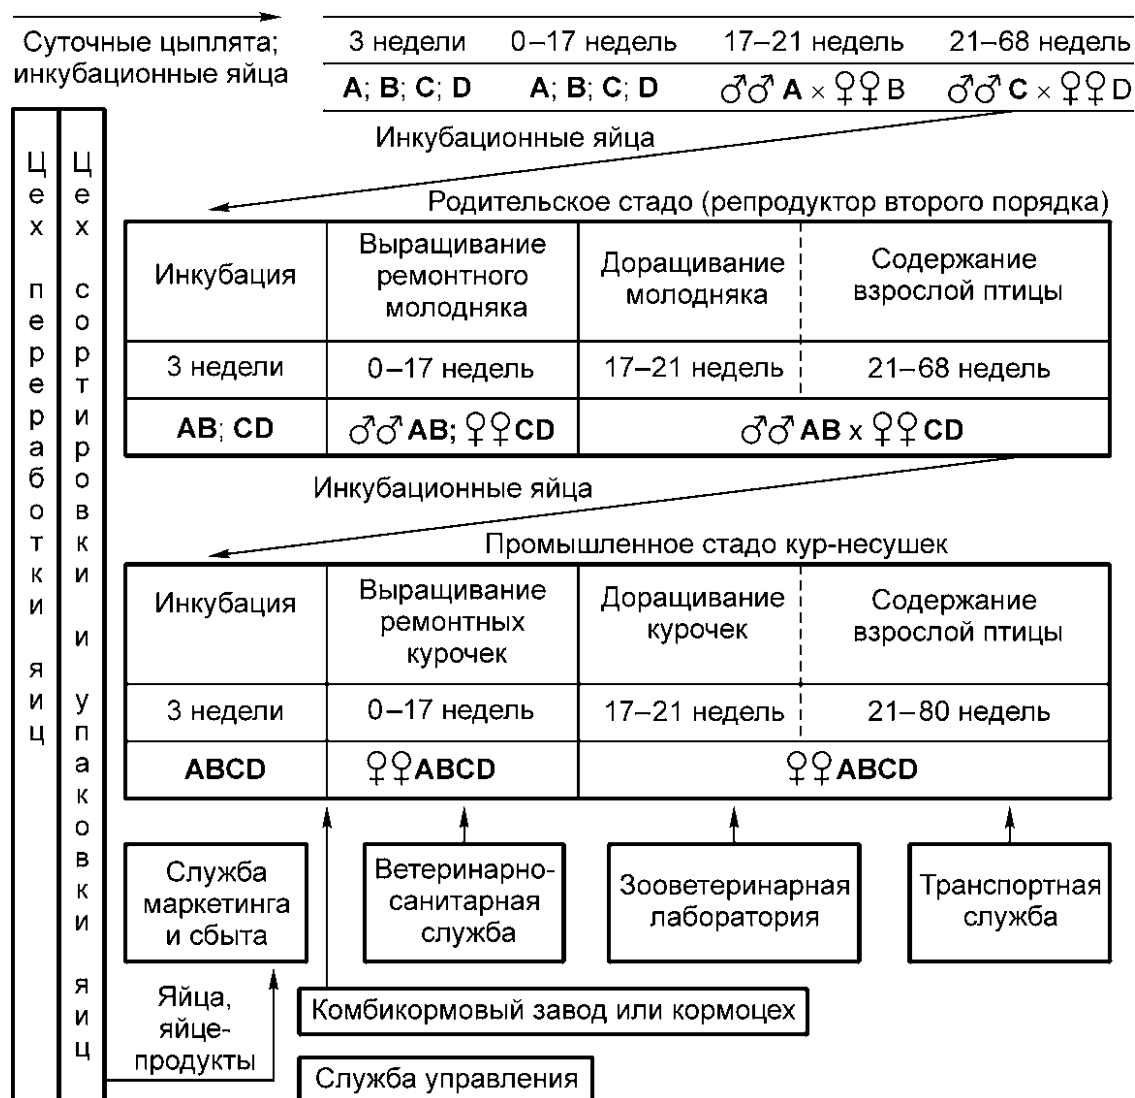 Суточные цыплята;
инкубационные яйца
3 недели 0–17 недель 17–21 недель 21–68 недель
A; B; C; D A; B; C; D ♂♂ A × ♀♀ B ♂♂ C × ♀♀ D
Инкубационные яйца
Цех переработки яиц
Цех сортировки и упаковки яиц
Родительское стадо (репродуктор второго порядка)
Инкубация
Выращивание
ремонтного
молодняка
Доращивание
молодняка
Содержание
взрослой птицы
3 недели 0–17 недель 17–21 недель 21–68 недель
AB; CD ♂♂ AB; ♀♀ CD ♂♂ AB x ♀♀ CD
Инкубационные яйца
Промышленное стадо кур-несушек
Инкубация
Выращивание
ремонтных
курочек
Доращивание
курочек
Содержание
взрослой птицы
3 недели 0–17 недель 17–21 недель 21–80 недель
ABCD ♀♀ ABCD ♀♀ ABCD
Служба
маркетинга
и сбыта
Ветеринарно-
санитарная
служба
Зооветеринарная
лаборатория
Транспортная
служба
Яйца,
яйце-
продукты
Комбикормовый завод или кормоцех
Служба управления